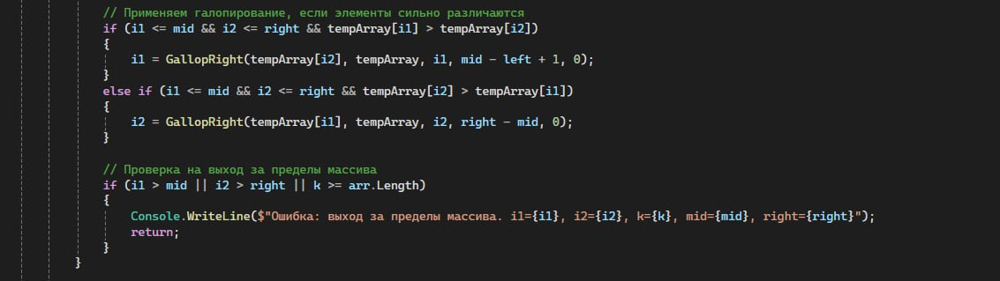 // Применяем галопирование, если элементы сильно различаются
if (i1 <= mid && i2 <= right && tempArray[i1] > tempArray[i2])
{
i1 = GallopRight(tempArray[i2], tempArray, i1, mid - left + 1, 0);
}
else if (i1 <= mid && i2 <= right && tempArray[i2] > tempArray[i1])
{
i2 = GallopRight(tempArray[i1], tempArray, i2, right - mid, 0);
}
// Проверка на выход за пределы массива
if (i1 > mid || i2 > right || k >= arr.Length)
{
Console.WriteLine($"Ошибка: выход за пределы массива. i1={i1}, i2={i2}, k={k}, mid={mid}, right={right}");
return;
}
}